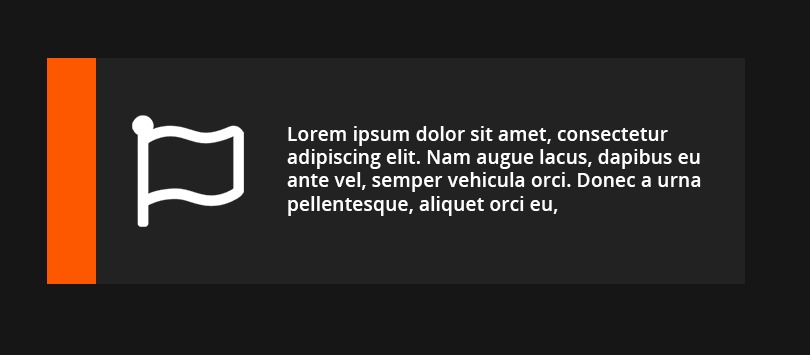 Lorem ipsum dolor sit amet, consectetur
adipiscing elit. Nam augue lacus, dapibus eu
ante vel, semper vehicula orci. Donec a urna
pellentesque, aliquet orci eu,